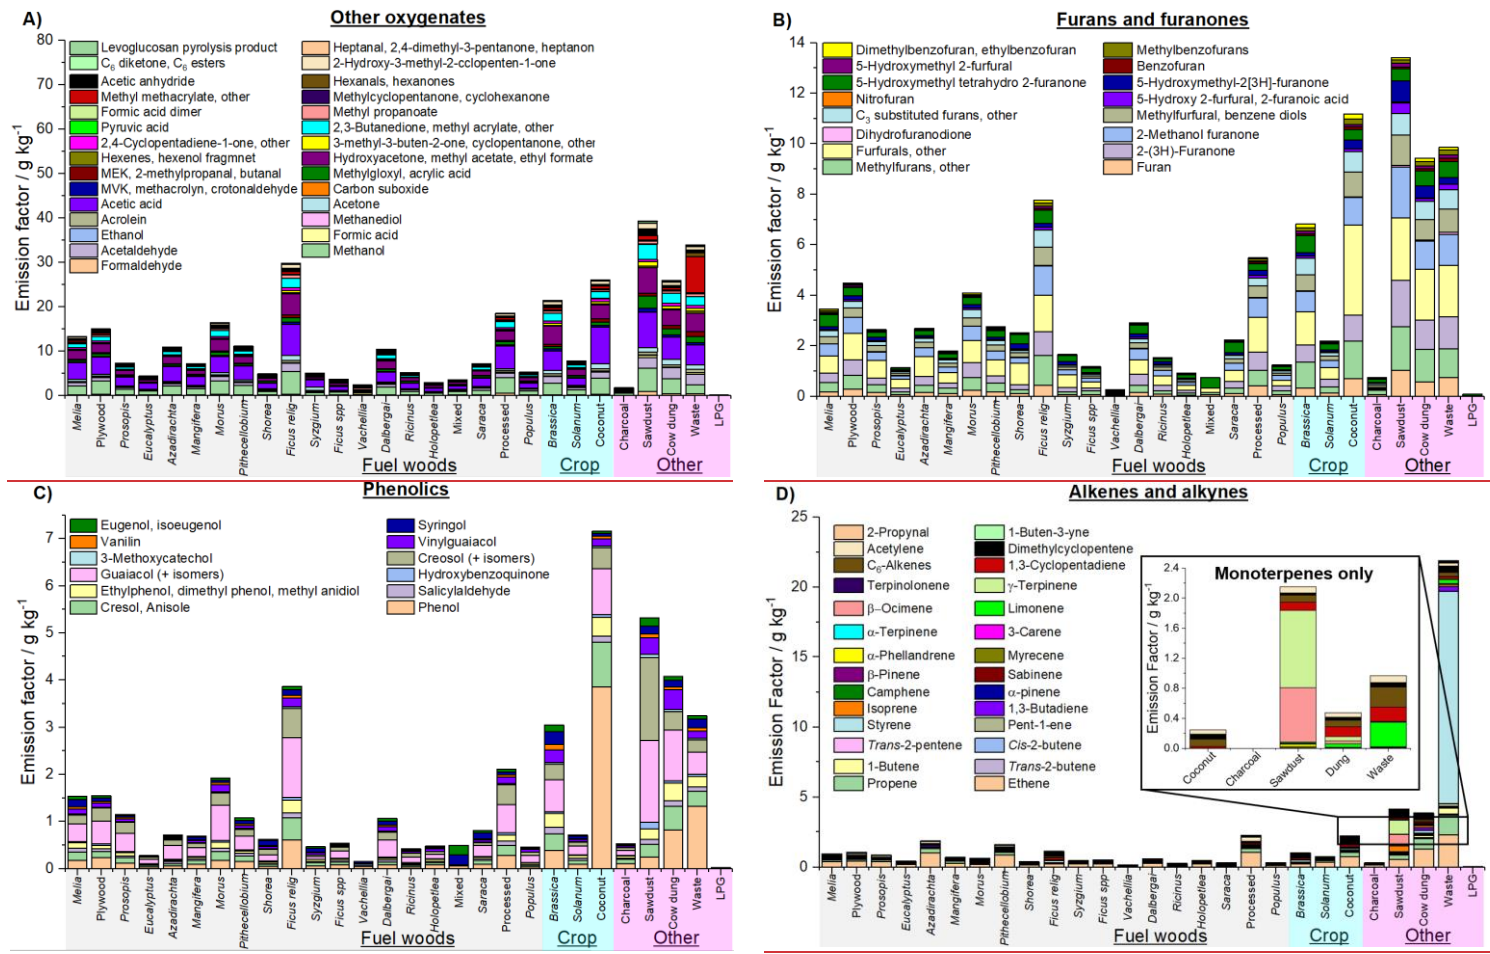 A)
Other oxygenates
80
70
60
50
40
30
20
10
0
Emission factor / g kg-1
Levoglucosan pyrolysis product
C6 diketone, C6 esters
Acetic anhydride
Methyl methacrylate, other
Formic acid dimer
Pyruvic acid
2,4-Cyclopentadiene-1-one, other
Hexenes, hexenol fragmnet
MEK, 2-methylpropanal, butanal
MVK, methacrolyn, crotonaldehyde
Acetic acid
Acrolein
Ethanol
Acetaldehyde
Formaldehyde
Heptanal, 2,4-dimethyl-3-pentanone, heptanon
2-Hydroxy-3-methyl-2-cclopenten-1-one
Hexanals, hexanones
Methylcyclopentanone, cyclohexanone
Methyl propanoate
2,3-Butanedione, methyl acrylate, other
3-methyl-3-buten-2-one, cyclopentanone, other
Hydroxyacetone, methyl acetate, ethyl formate
Methylgloxyl, acrylic acid
Carbon suboxide
Acetone
Methanediol
Formic acid
Methanol
Melia
Plywood
Prosopis
Eucalyptus
Azadirachta
Mangifera
Morus
Pithecellobium
Shorea
Ficus relig
Syzgium
Ficus spp
Vachellia
Dalbergai
Ricinus
Holopetlea
Mixed
Saraca
Processed
Populus
Brassica
Solanum
Coconut
Charcoal
Sawdust
Cow dung
Waste
LPG
Fuel woods
Crop
Other
B)
Furans and furanones
14
12
10
8
6
4
2
0
Emission factor / g kg-1
Dimethylbenzofuran, ethylbenzofuran
5-Hydroxymethyl 2-furfural
5-Hydroxymethyl tetrahydro 2-furanone
Nitrofuran
C3 substituted furans, other
Dihydrofuranodione
Furfurals, other
Methylfurans, other
Methylbenzofurans
Benzofuran
5-Hydroxymethyl-2[3H]-furanone
5-Hydroxy 2-furfural, 2-furanoic acid
Methylfurfural, benzene diols
2-Methanol furanone
2-(3H)-Furanone
Furan
Melia
Plywood
Prosopis
Eucalyptus
Azadirachta
Mangifera
Morus
Pithecellobium
Shorea
Ficus relig
Syzgium
Ficus spp
Vachellia
Dalbergai
Ricinus
Holopetlea
Mixed
Saraca
Processed
Populus
Brassica
Solanum
Coconut
Charcoal
Sawdust
Cow dung
Waste
LPG
Fuel woods
Crop
Other
C)
Phenolics
7
6
5
4
3
2
1
0
Emission factor / g kg-1
Eugenol, isoeugenol
Vanilin
3-Methoxycatechol
Guaiacol (+ isomers)
Ethylphenol, dimethyl phenol, methyl anidiol
Cresol, Anisole
Syringol
Vinylguaiacol
Creosol (+ isomers)
Hydroxybenzoquinone
Salicylaldehyde
Phenol
Melia
Plywood
Prosopis
Eucalyptus
Azadirachta
Mangifera
Morus
Pithecellobium
Shorea
Ficus relig
Syzgium
Ficus spp
Vachellia
Dalbergai
Ricinus
Holopetlea
Mixed
Saraca
Processed
Populus
Brassica
Solanum
Coconut
Charcoal
Sawdust
Cow dung
Waste
LPG
Fuel woods
Crop
Other
D)
Alkenes and alkynes
25
20
15
10
5
0
Emission factor / g kg-1
2-Propynal
Acetylene
C6-Alkenes
Terpinolonene
β-Ocimene
α-Terpinene
α-Phellandrene
β-Pinene
Camphene
Isoprene
Styrene
Trans-2-pentene
1-Butene
Propene
1-Buten-3-yne
Dimethylcyclopentene
1,3-Cyclopentadiene
γ-Terpinene
Limonene
3-Carene
Myrecene
Sabinene
α-pinene
1,3-Butadiene
Pent-1-ene
Cis-2-butene
Trans-2-butene
Ethene
Monoterpenes only
2.4
2.0
1.6
1.2
0.8
0.4
0.0
Emission Factor / g kg-1
Coconut
Charcoal
Sawdust
Dung
Waste
Melia
Plywood
Prosopis
Eucalyptus
Azadirachta
Mangifera
Morus
Pithecellobium
Shorea
Ficus relig
Syzgium
Ficus spp
Vachellia
Dalbergai
Ricinus
Holopetlea
Mixed
Saraca
Processed
Populus
Brassica
Solanum
Coconut
Charcoal
Sawdust
Cow dung
Waste
LPG
Fuel woods
Crop
Other